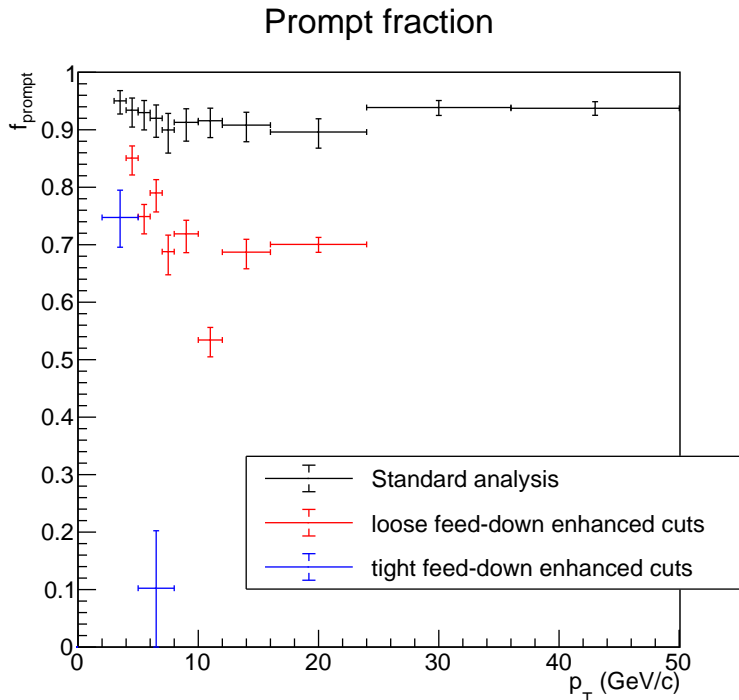 Prompt fraction
f_prompt
1
0.9
0.8
0.7
0.6
0.5
0.4
0.3
0.2
0.1
0
Standard analysis
loose feed-down enhanced cuts
tight feed-down enhanced cuts
0 10 20 30 40 50
p_T (GeV/c)